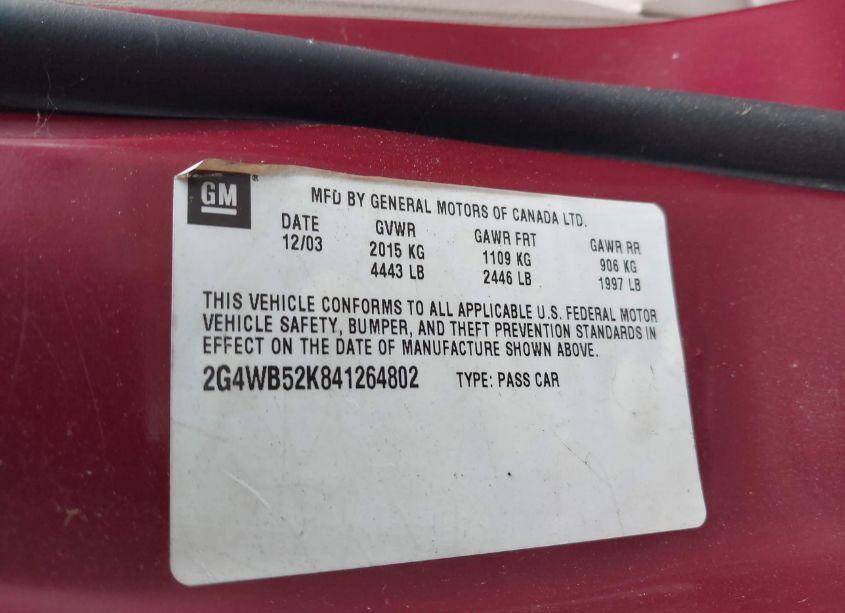 GM®
MFD BY GENERAL MOTORS OF CANADA LTD.
DATE GVWR GAWR FRT GAWR RR
12/03 2015 KG 1109 KG 906 KG
4443 LB 2446 LB 1997 LB
THIS VEHICLE CONFORMS TO ALL APPLICABLE U.S. FEDERAL MOTOR
VEHICLE SAFETY, BUMPER, AND THEFT PREVENTION STANDARDS IN
EFFECT ON THE DATE OF MANUFACTURE SHOWN ABOVE.
2G4WB52K841264802 TYPE: PASS CAR